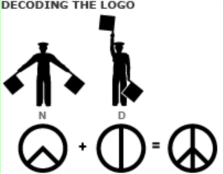 DECODING THE LOGO
N D
+ =